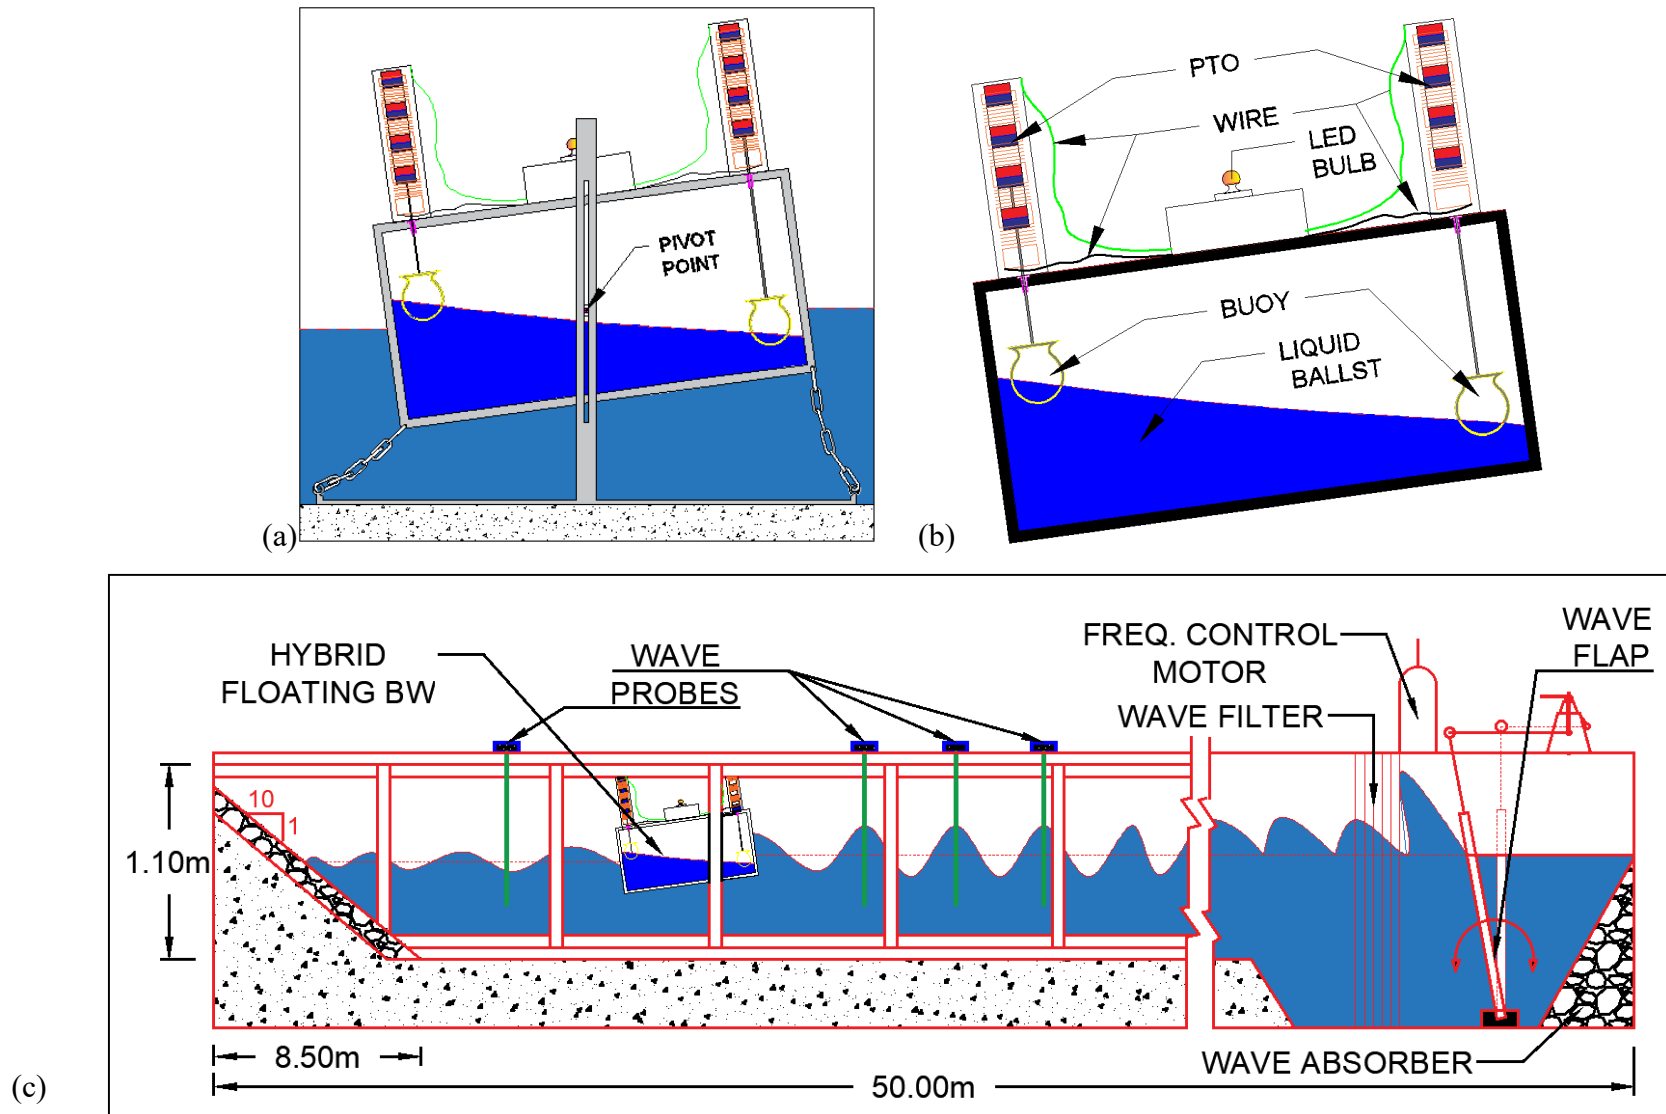 PIVOT
POINT
(a)
PTO
WIRE
LED
BULB
BUOY
LIQUID
BALLST
(b)
HYBRID
FLOATING BW
WAVE
PROBES
FREQ. CONTROL
MOTOR
WAVE
FLAP
WAVE FILTER
10
1
1.10m
WAVE ABSORBER
8.50m
50.00m
(c)